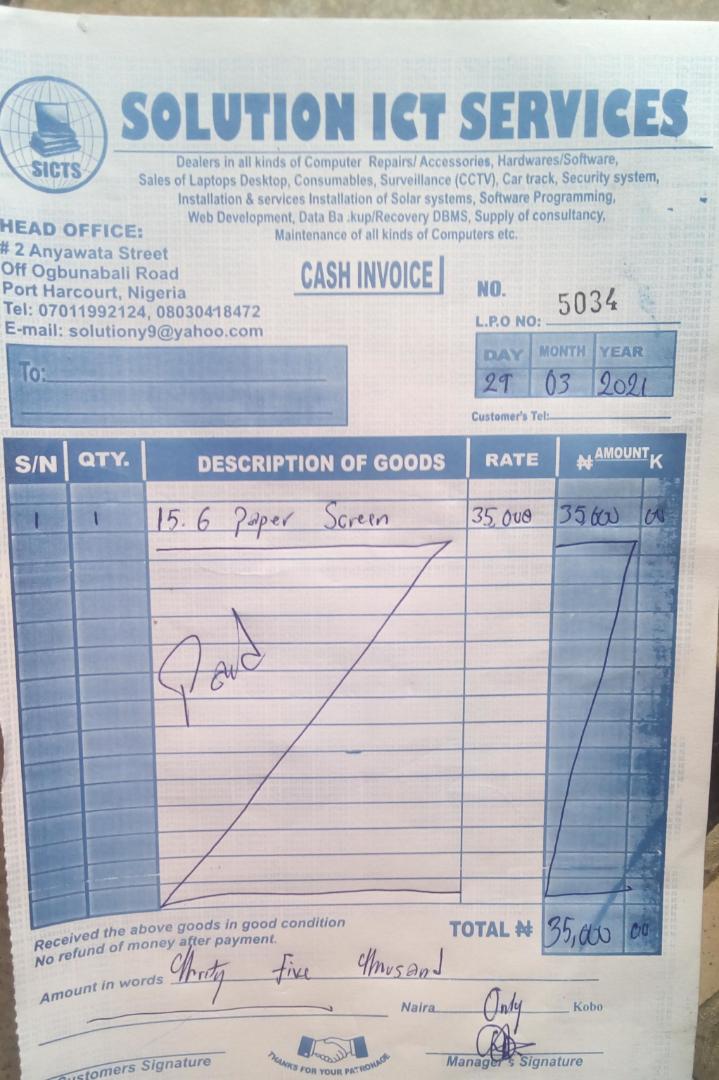 SOLUTION ICT SERVICES
SICTS
Dealers in all kinds of Computer Repairs/ Accessories, Hardwares/Software,
Sales of Laptops Desktop, Consumables, Surveillance (CCTV), Car track, Security system,
Installation & services Installation of Solar systems, Software Programming,
Web Development, Data Ba .kup/Recovery DBMS, Supply of consultancy,
Maintenance of all kinds of Computers etc.
HEAD OFFICE:
# 2 Anyawata Street
Off Ogbunabali Road
Port Harcourt, Nigeria
Tel: 07011992124, 08030418472
E-mail: solutiony9@yahoo.com
CASH INVOICE
NO. 5034
L.P.O NO:
DAY MONTH YEAR
29 03 2021
To:
Customer's Tel:
S/N QTY. DESCRIPTION OF GOODS RATE ₦ AMOUNT K
1 1 15.6 Paper Screen 35,000 35,000 00
Paid
Received the above goods in good condition
No refund of money after payment.
TOTAL ₦ 35,000 00
Amount in words Thirty Five thousand
Naira Only Kobo
Customers Signature
THANKS FOR YOUR PATRONAGE
Manager's Signature